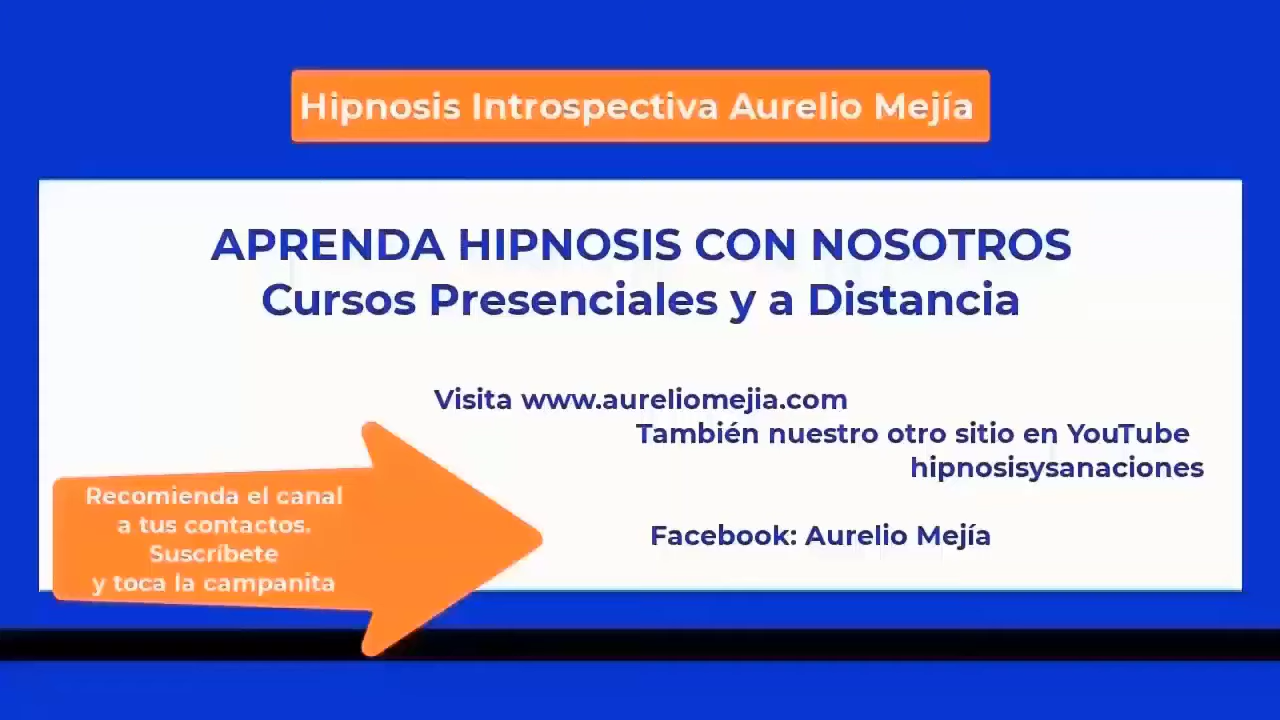 Hipnosis Introspectiva Aurelio Mejía
APRENDA HIPNOSIS CON NOSOTROS
Cursos Presenciales y a Distancia
Visita www.aureliomejia.com
También nuestro otro sitio en YouTube
hipnosisysanaciones
Facebook: Aurelio Mejía
Recomienda el canal
a tus contactos.
Suscríbete
y toca la campanita